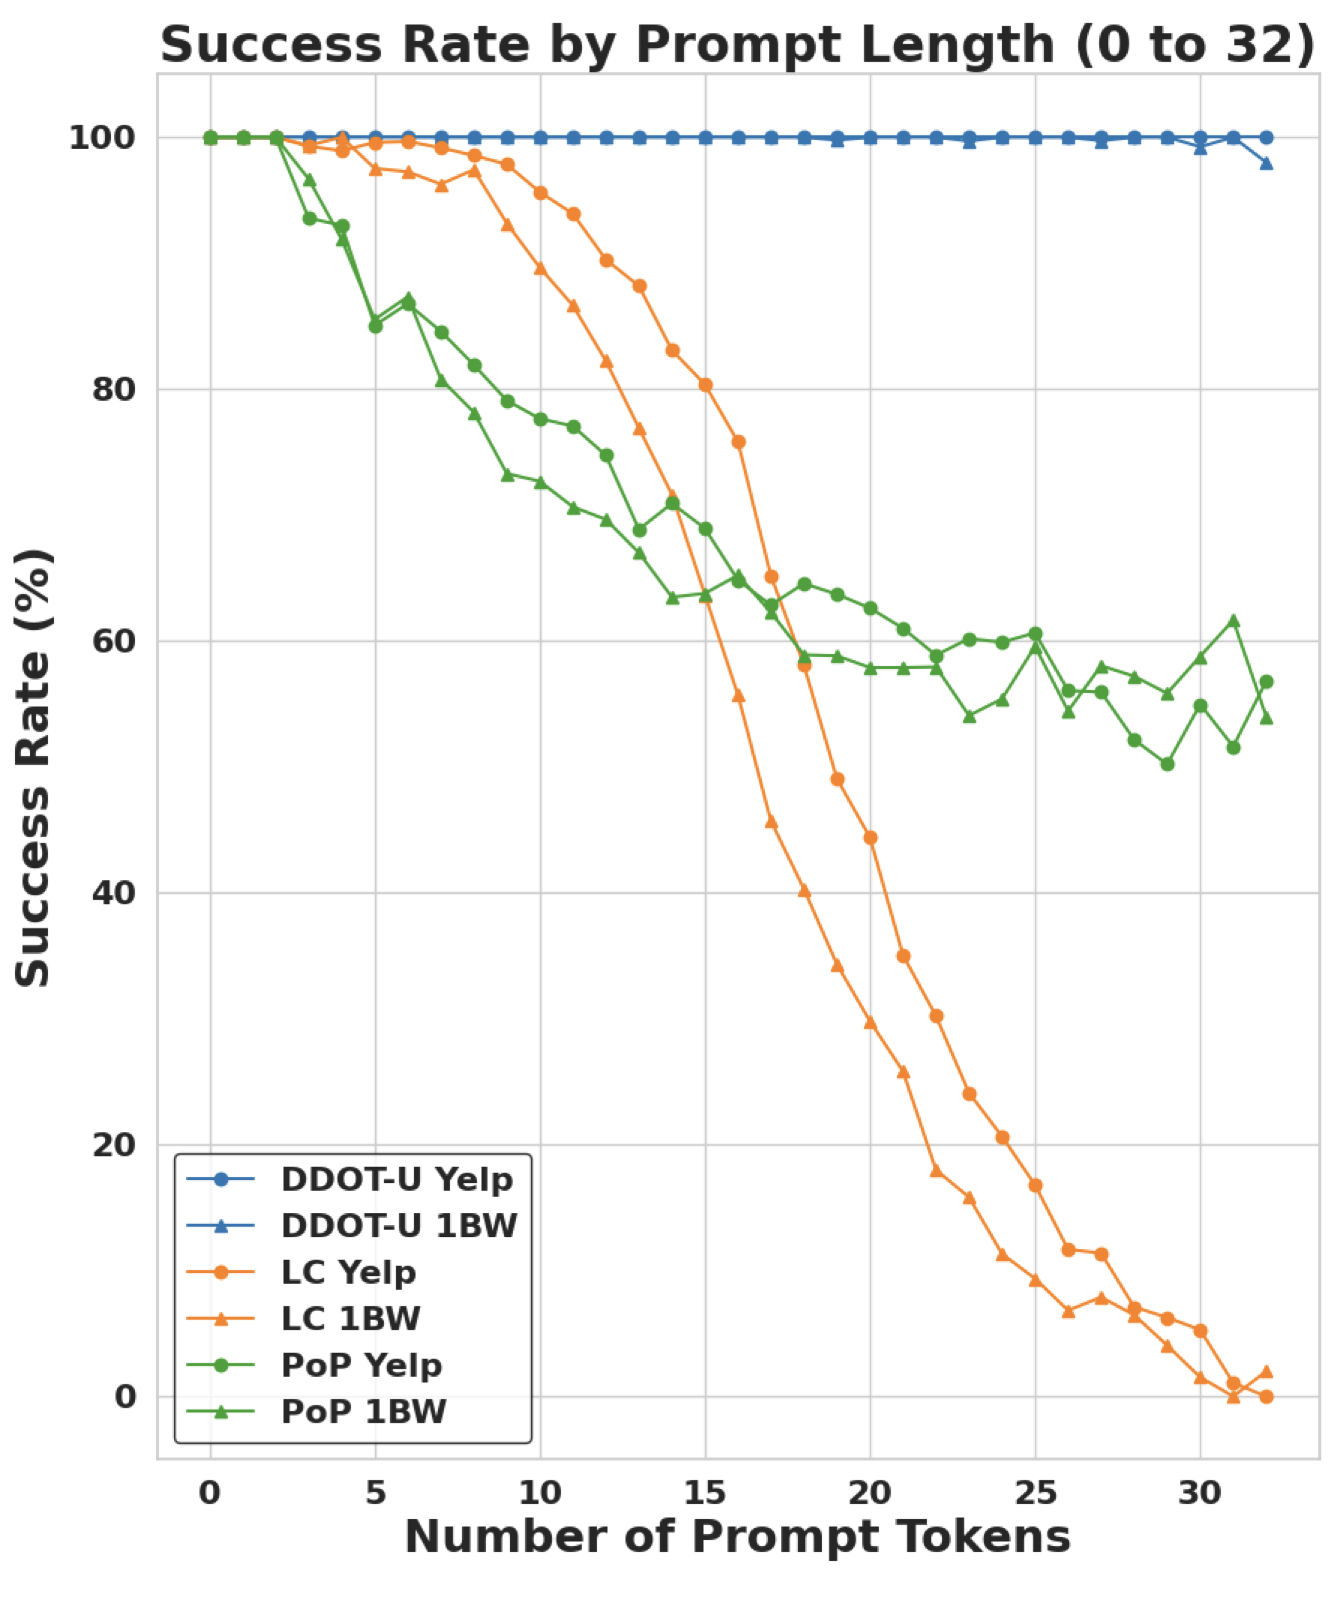 Success Rate by Prompt Length (0 to 32)
Success Rate (%)
100
80
60
40
20
0
DDOT-U Yelp
DDOT-U 1BW
LC Yelp
LC 1BW
PoP Yelp
PoP 1BW
0 5 10 15 20 25 30
Number of Prompt Tokens